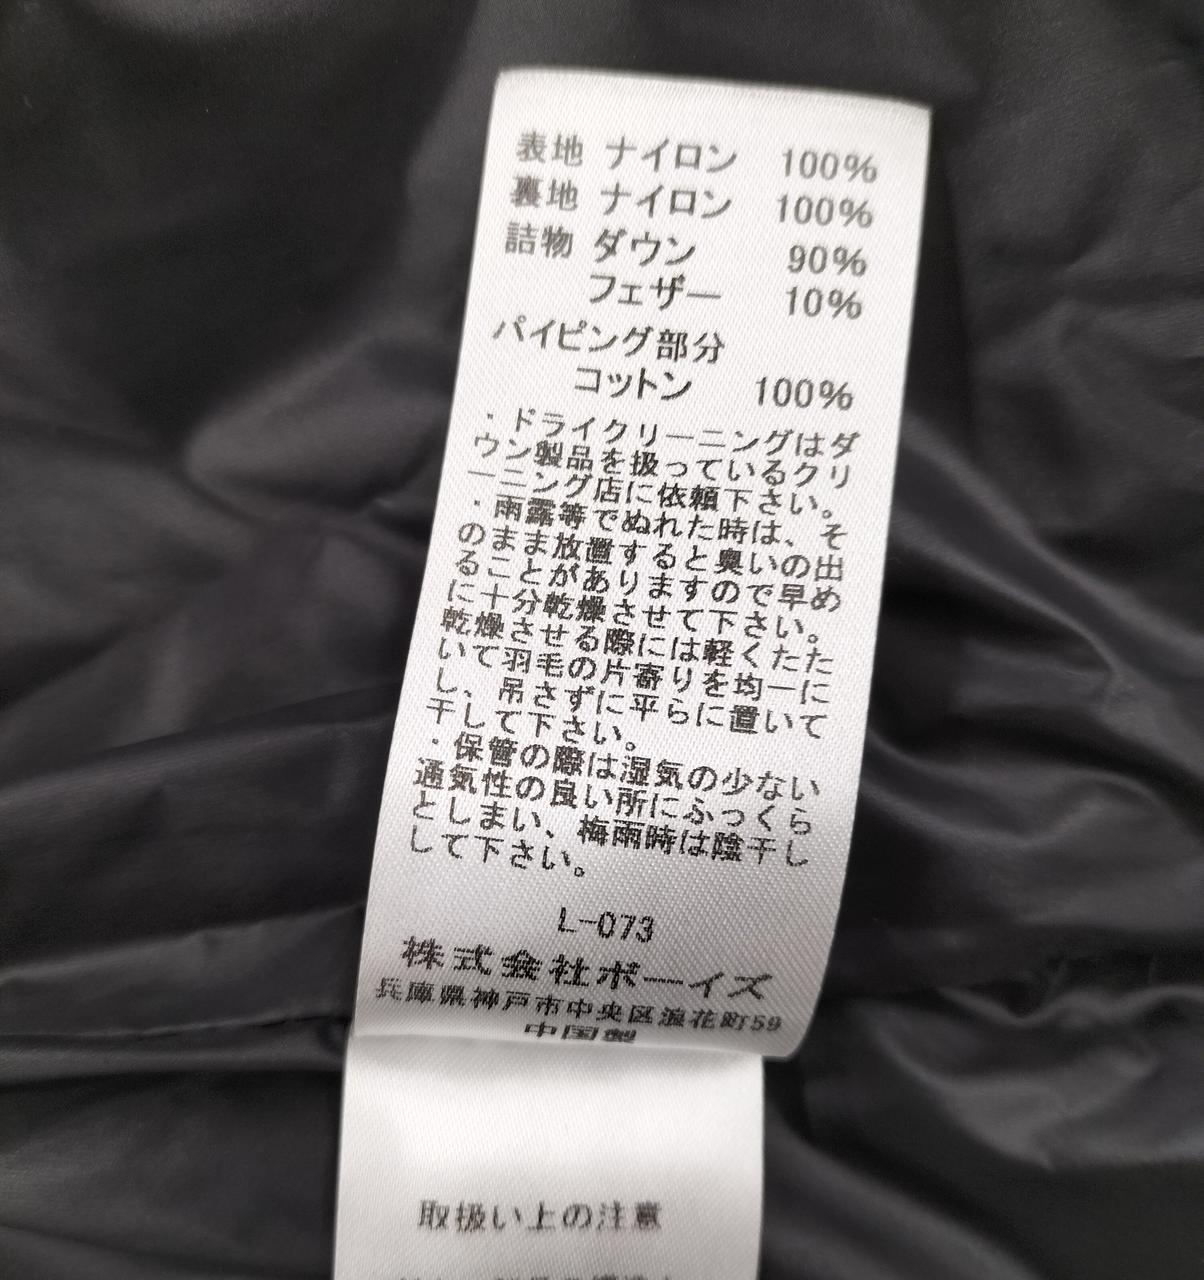 表地 ナイロン 100%
裏地 ナイロン 100%
詰物 ダウン 90%
フェザー 10%
パイピング部分
コットン 100%
・ドライクリーニングはダ
ウン製品を扱っているクリ
ーニング店に依頼下さい。
・雨露等でぬれた時は、そ
のまま放置すると臭いの出
ることがありますので早め
に十分乾燥させて下さい。
乾燥させる際には軽くたた
いて羽毛の片寄りを均一に
し、吊さずに平らに置いて
干して下さい。
・保管の際は湿気の少ない
通気性の良い所にふっくら
としまい、梅雨時は陰干し
して下さい。
L-073
株式会社ボーイズ
兵庫県神戸市中央区浪花町59
中国製
取扱い上の注意